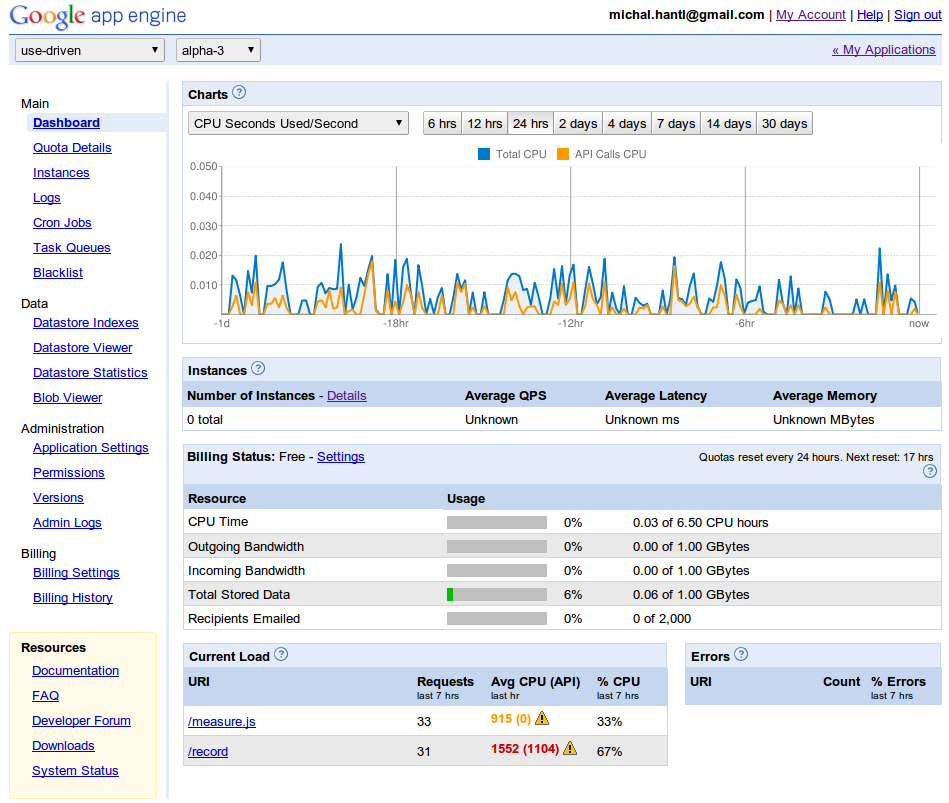 Google app engine
michal.hantl@gmail.com | My Account | Help | Sign out
use-driven
alpha-3
« My Applications
Main
Dashboard
Quota Details
Instances
Logs
Cron Jobs
Task Queues
Blacklist
Data
Datastore Indexes
Datastore Viewer
Datastore Statistics
Blob Viewer
Administration
Application Settings
Permissions
Versions
Admin Logs
Billing
Billing Settings
Billing History
Resources
Documentation
FAQ
Developer Forum
Downloads
System Status
Charts ?
CPU Seconds Used/Second
6 hrs 12 hrs 24 hrs 2 days 4 days 7 days 14 days 30 days
Total CPU API Calls CPU
0.050
0.040
0.030
0.020
0.010
-1d -18hr -12hr -6hr now
Instances ?
Number of Instances - Details Average QPS Average Latency Average Memory
0 total Unknown Unknown ms Unknown MBytes
Billing Status: Free - Settings Quotas reset every 24 hours. Next reset: 17 hrs
?
Resource Usage
CPU Time 0% 0.03 of 6.50 CPU hours
Outgoing Bandwidth 0% 0.00 of 1.00 GBytes
Incoming Bandwidth 0% 0.00 of 1.00 GBytes
Total Stored Data 6% 0.06 of 1.00 GBytes
Recipients Emailed 0% 0 of 2,000
Current Load ?
URI Requests Avg CPU (API) % CPU
last 7 hrs last hr last 7 hrs
/measure.js 33 915 (0) 33%
/record 31 1552 (1104) 67%
Errors ?
URI Count % Errors
last 7 hrs